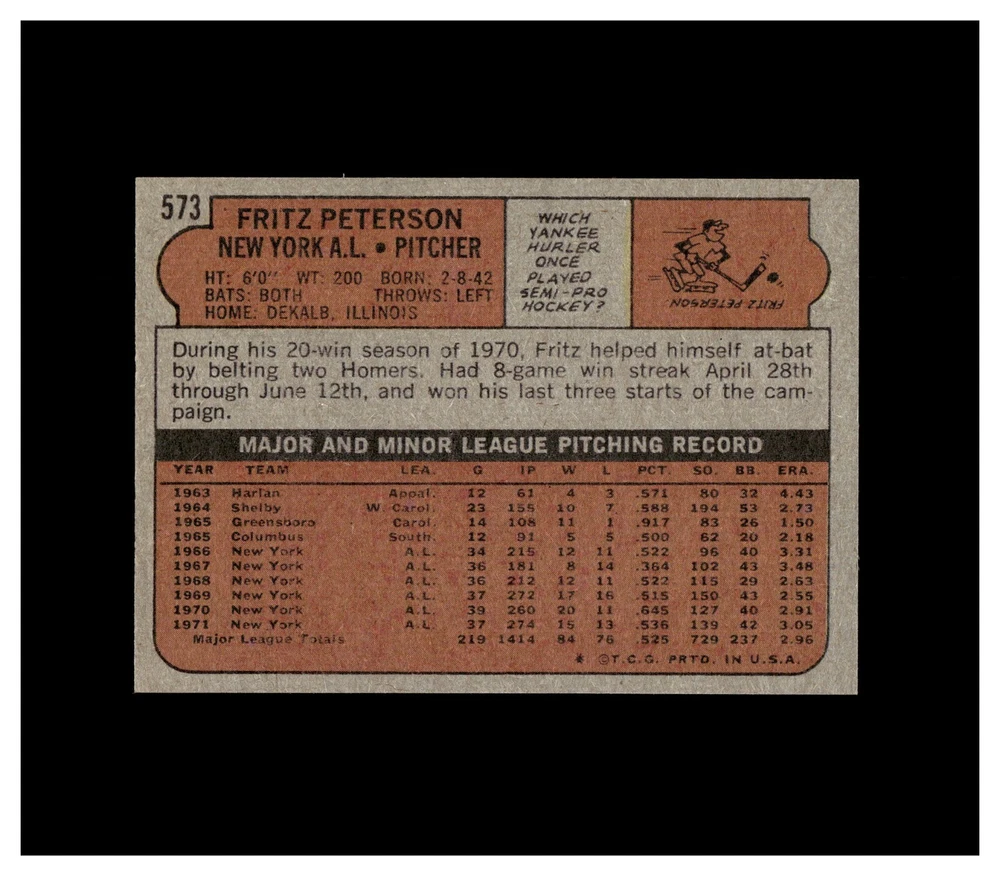 573
FRITZ PETERSON
NEW YORK A.L. • PITCHER
HT: 6'0" WT: 200 BORN: 2-8-42
BATS: BOTH THROWS: LEFT
HOME: DEKALB, ILLINOIS
WHICH
YANKEE
HURLER
ONCE
PLAYED
SEMI-PRO
HOCKEY?
FRITZ PETERSON
During his 20-win season of 1970, Fritz helped himself at-bat
by belting two Homers. Had 8-game win streak April 28th
through June 12th, and won his last three starts of the cam-
paign.
MAJOR AND MINOR LEAGUE PITCHING RECORD
YEAR TEAM LEA. G IP W L PCT. SO. BB. ERA.
1963 Harlan Appal. 12 61 4 3 .571 80 32 4.43
1964 Shelby W. Carol. 23 155 10 7 .588 194 53 2.73
1965 Greensboro Carol. 14 108 11 1 .917 83 26 1.50
1965 Columbus South. 12 91 5 5 .500 62 20 2.18
1966 New York A.L. 34 215 12 11 .522 96 40 3.31
1967 New York A.L. 36 181 8 14 .364 102 43 3.48
1968 New York A.L. 36 212 12 11 .522 115 29 2.63
1969 New York A.L. 37 272 17 16 .515 150 43 2.55
1970 New York A.L. 39 260 20 11 .645 127 40 2.91
1971 New York A.L. 37 274 15 13 .536 139 42 3.05
Major League Totals 219 1414 84 76 .525 729 237 2.96
* ©T.C.G. PRTD. IN U.S.A.